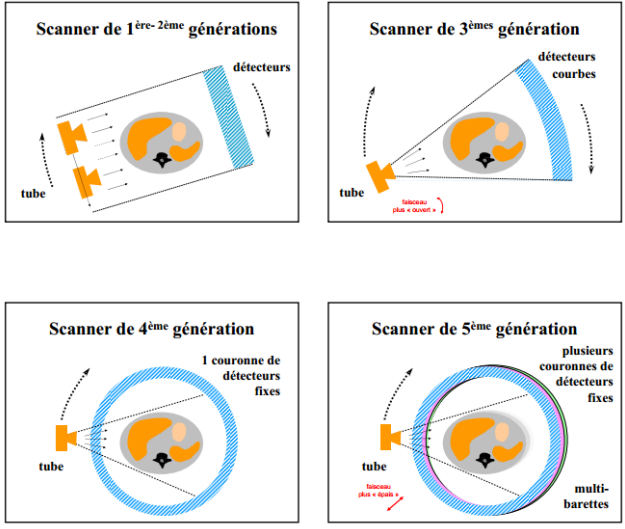 Scanner de 1ère- 2ème générations
détecteurs
tube
Scanner de 3èmes génération
détecteurs
courbes
tube
faisceau
plus « ouvert »
Scanner de 4ème génération
1 couronne de
détecteurs
fixes
tube
Scanner de 5ème génération
plusieurs
couronnes de
détecteurs
fixes
tube
faisceau
plus « épais »
multi-
barettes